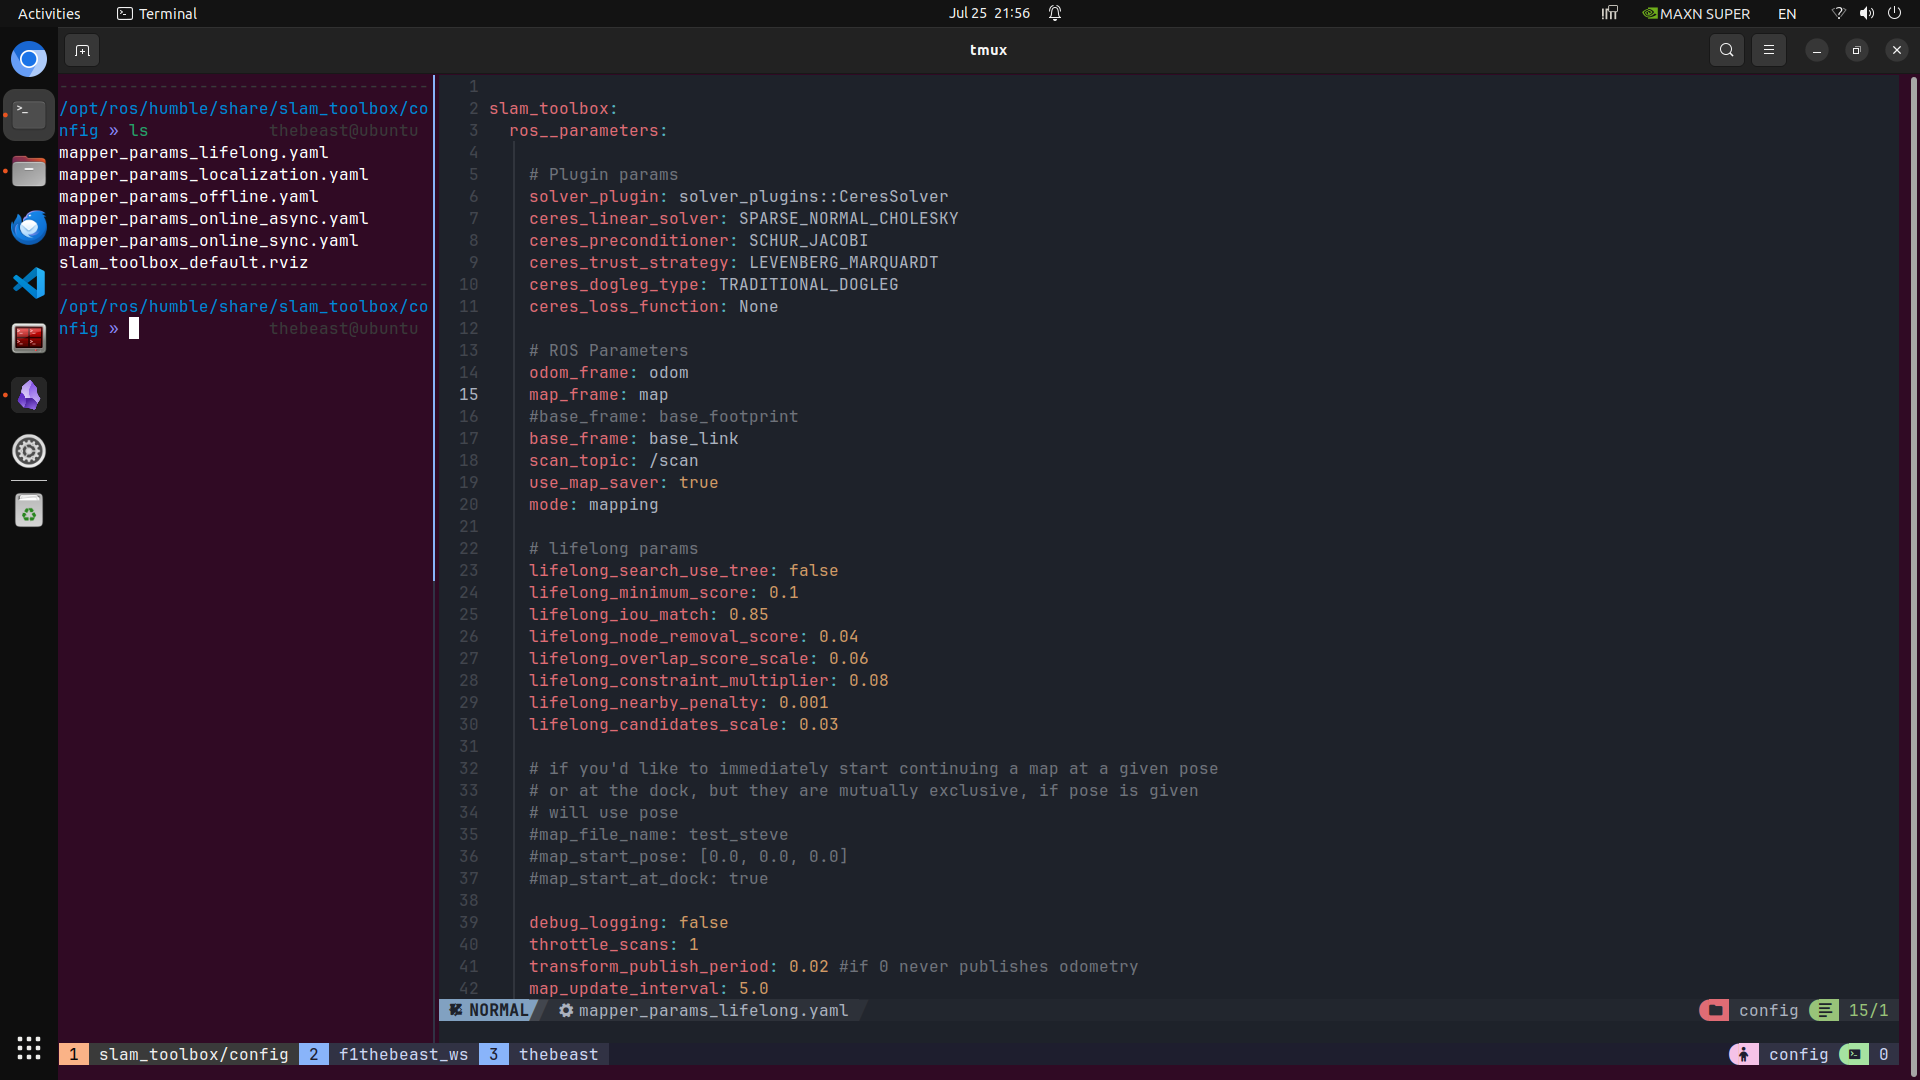 Activities
Terminal
Jul 25 21:56
MAXN SUPER
EN
tmux
/opt/ros/humble/share/slam_toolbox/co
nfig » ls thebeast@ubuntu
mapper_params_lifelong.yaml
mapper_params_localization.yaml
mapper_params_offline.yaml
mapper_params_online_async.yaml
mapper_params_online_sync.yaml
slam_toolbox_default.rviz
/opt/ros/humble/share/slam_toolbox/co
nfig » thebeast@ubuntu
1
2 slam_toolbox:
3   ros__parameters:
4
5     # Plugin params
6     solver_plugin: solver_plugins::CeresSolver
7     ceres_linear_solver: SPARSE_NORMAL_CHOLESKY
8     ceres_preconditioner: SCHUR_JACOBI
9     ceres_trust_strategy: LEVENBERG_MARQUARDT
10     ceres_dogleg_type: TRADITIONAL_DOGLEG
11     ceres_loss_function: None
12
13     # ROS Parameters
14     odom_frame: odom
15     map_frame: map
16     #base_frame: base_footprint
17     base_frame: base_link
18     scan_topic: /scan
19     use_map_saver: true
20     mode: mapping
21
22     # lifelong params
23     lifelong_search_use_tree: false
24     lifelong_minimum_score: 0.1
25     lifelong_iou_match: 0.85
26     lifelong_node_removal_score: 0.04
27     lifelong_overlap_score_scale: 0.06
28     lifelong_constraint_multiplier: 0.08
29     lifelong_nearby_penalty: 0.001
30     lifelong_candidates_scale: 0.03
31
32     # if you'd like to immediately start continuing a map at a given pose
33     # or at the dock, but they are mutually exclusive, if pose is given
34     # will use pose
35     #map_file_name: test_steve
36     #map_start_pose: [0.0, 0.0, 0.0]
37     #map_start_at_dock: true
38
39     debug_logging: false
40     throttle_scans: 1
41     transform_publish_period: 0.02 #if 0 never publishes odometry
42     map_update_interval: 5.0
NORMAL mapper_params_lifelong.yaml config 15/1
1 slam_toolbox/config 2 f1thebeast_ws 3 thebeast config 0